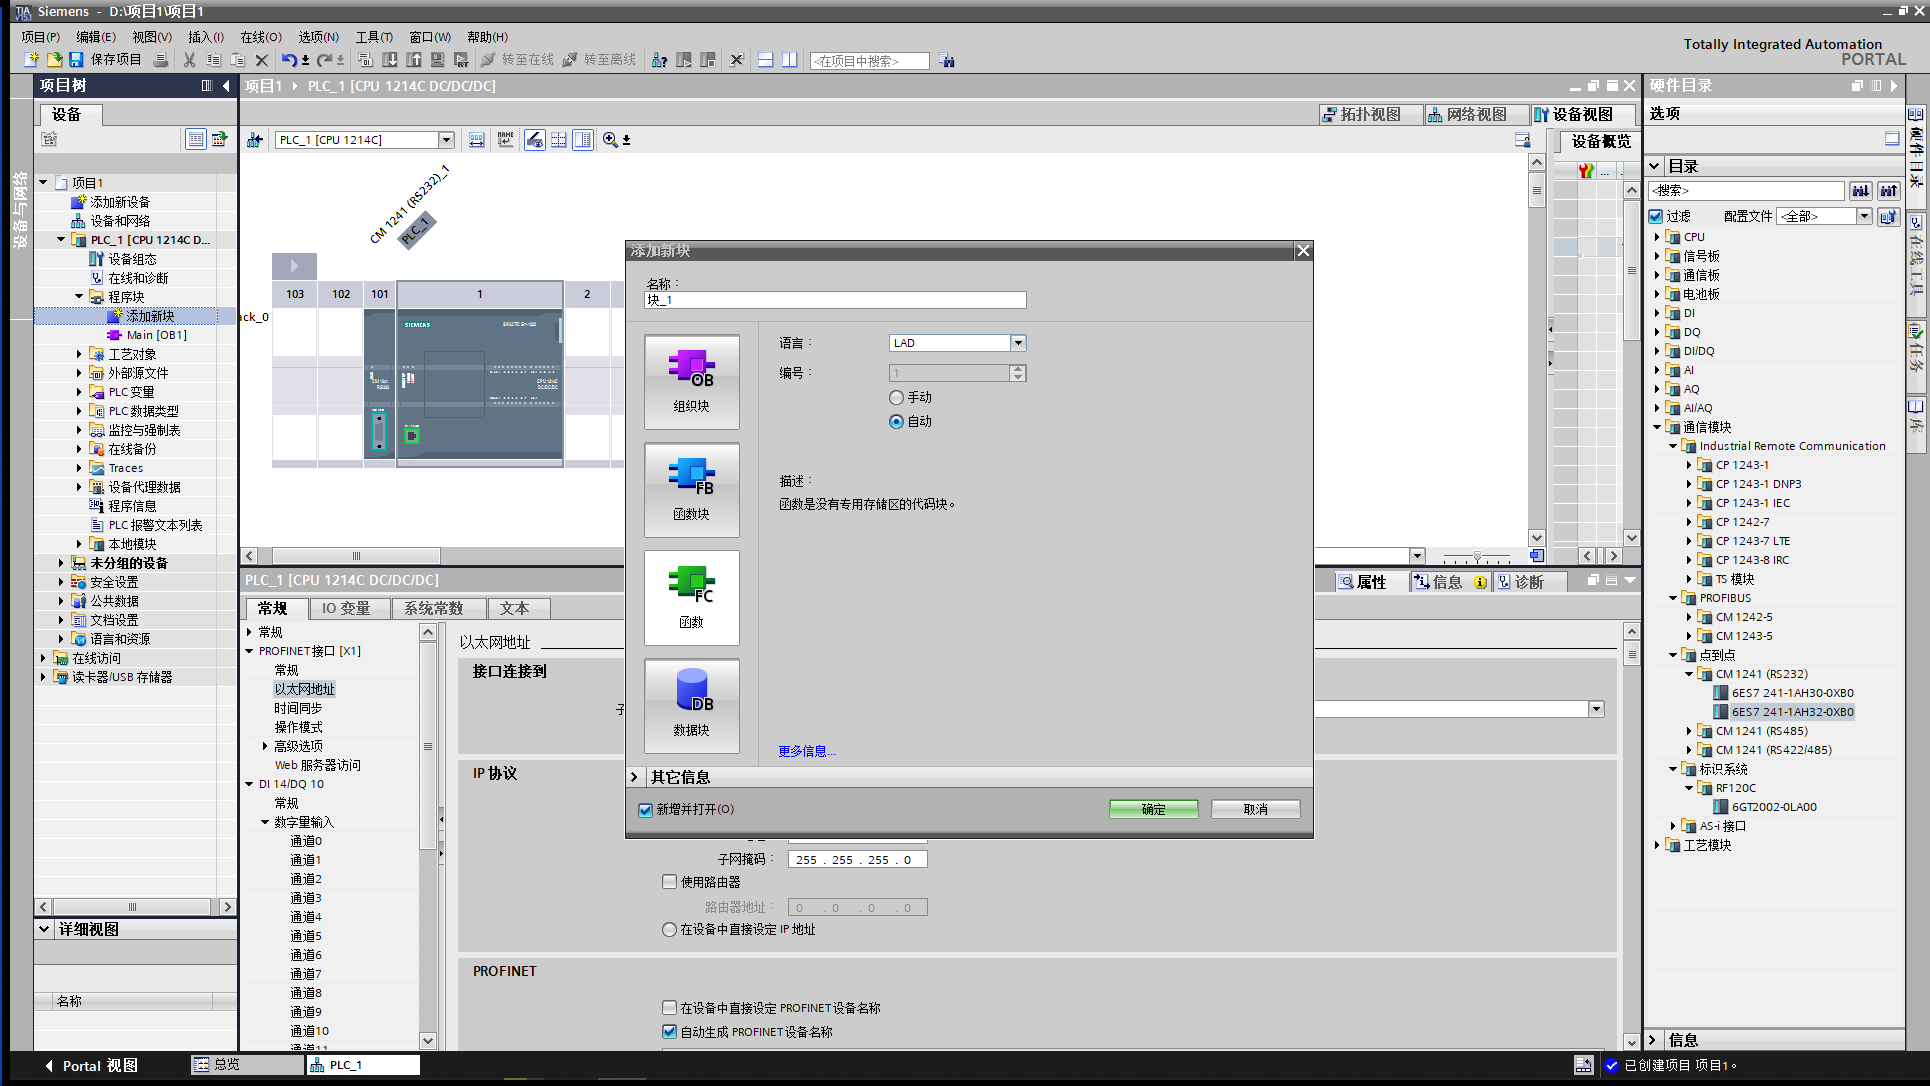 Siemens - D:\项目1\项目1
项目(P) 编辑(E) 视图(V) 插入(I) 在线(O) 选项(N) 工具(T) 窗口(W) 帮助(H)
Totally Integrated Automation
PORTAL
保存项目 转至在线 转至离线 <在项目中搜索>
项目树
项目1 PLC_1 [CPU 1214C DC/DC/DC]
硬件目录
设备
拓扑视图 网络视图 设备视图
选项
PLC_1 [CPU 1214C]
设备概览
设备与网络
项目1
添加新设备
设备和网络
PLC_1 [CPU 1214C D...
设备组态
在线和诊断
程序块
添加新块
Main [OB1]
工艺对象
外部源文件
PLC 变量
PLC 数据类型
监控与强制表
在线备份
Traces
设备代理数据
程序信息
PLC 报警文本列表
本地模块
未分组的设备
安全设置
公共数据
文档设置
语言和资源
在线访问
读卡器/USB 存储器
详细视图
名称
CM 1241 (RS232)_1
PLC_1
103 102 101 1 2
ack_0
SIEMENS
添加新块
名称：
块_1
OB
组织块
FB
函数块
FC
函数
DB
数据块
语言： LAD
编号： 1
手动
自动
描述：
函数是没有专用存储区的代码块。
更多信息...
其它信息
新增并打开(O)
确定
取消
PLC_1 [CPU 1214C DC/DC/DC]
属性 信息 诊断
常规 IO 变量 系统常数 文本
常规
PROFINET接口 [X1]
常规
以太网地址
时间同步
操作模式
高级选项
Web 服务器访问
DI 14/DQ 10
常规
数字量输入
通道0
通道1
通道2
通道3
通道4
通道5
通道6
通道7
通道8
通道9
通道10
通道11
以太网地址
接口连接到
IP 协议
子网掩码： 255 . 255 . 255 . 0
使用路由器
路由器地址： 0 . 0 . 0 . 0
在设备中直接设定 IP 地址
PROFINET
在设备中直接设定 PROFINET 设备名称
自动生成 PROFINET 设备名称
目录
<搜索>
过滤 配置文件 <全部>
CPU
信号板
通信板
电池板
DI
DQ
DI/DQ
AI
AQ
AI/AQ
通信模块
Industrial Remote Communication
CP 1243-1
CP 1243-1 DNP3
CP 1243-1 IEC
CP 1242-7
CP 1243-7 LTE
CP 1243-8 IRC
TS 模块
PROFIBUS
CM 1242-5
CM 1243-5
点到点
CM 1241 (RS232)
6ES7 241-1AH30-0XB0
6ES7 241-1AH32-0XB0
CM 1241 (RS485)
CM 1241 (RS422/485)
标识系统
RF120C
6GT2002-0LA00
AS-i 接口
工艺模块
信息
硬件目录
在线工具
任务
库
Portal 视图 总览 PLC_1
已创建项目 项目1。